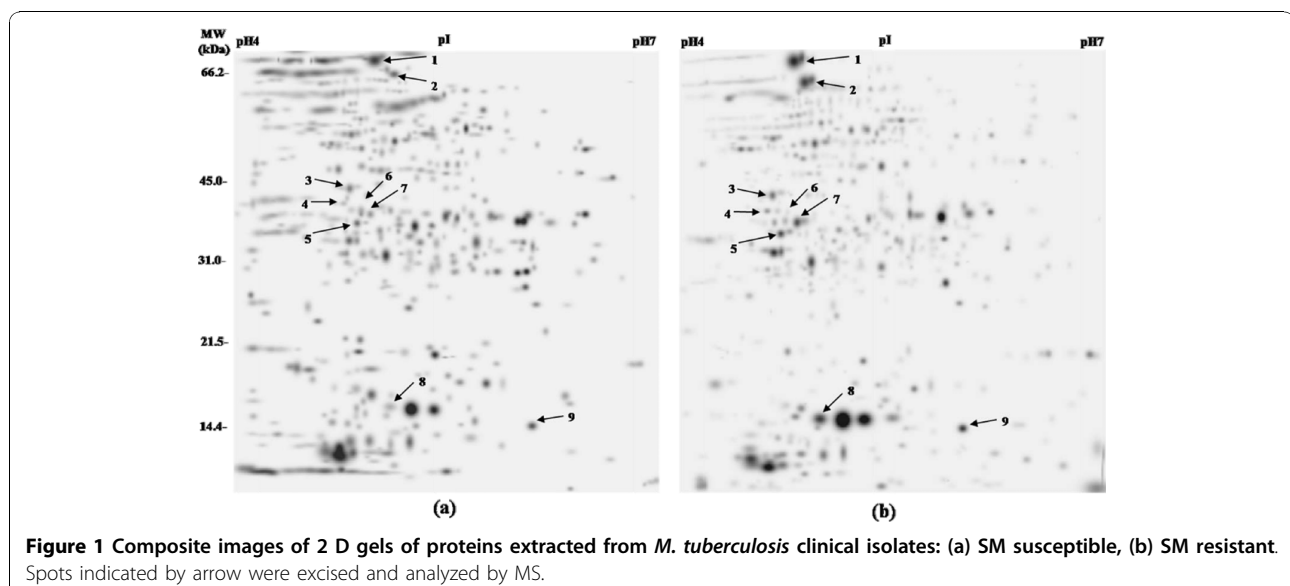 MW
(kDa)
pH4 pI pH7
pH4 pI pH7
66.2-
45.0-
31.0-
21.5-
14.4-
1
2
3
6
7
4
5
8
9
1
2
3
6
7
4
5
8
9
(a)
(b)
Figure 1 Composite images of 2 D gels of proteins extracted from M. tuberculosis clinical isolates: (a) SM susceptible, (b) SM resistant.
Spots indicated by arrow were excised and analyzed by MS.